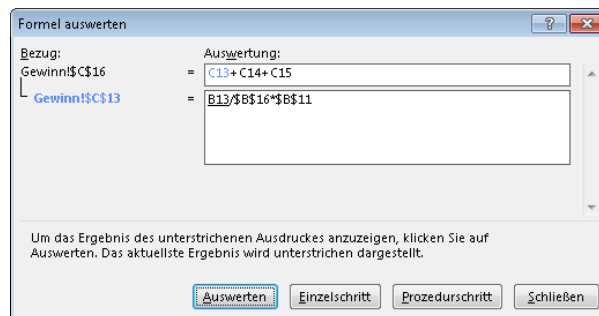 Formel auswerten
Bezug: Auswertung:
Gewinn!$C$16 = C13+C14+C15
Gewinn!$C$13 = B13/$B$16*$B$11
Um das Ergebnis des unterstrichenen Ausdruckes anzuzeigen, klicken Sie auf
Auswerten. Das aktuellste Ergebnis wird unterstrichen dargestellt.
Auswerten Einzelschritt Prozedurschritt Schließen